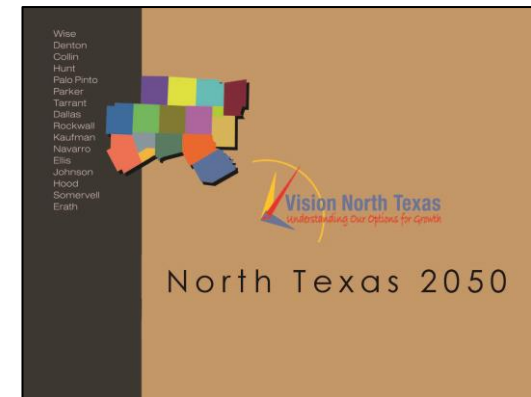 Wise
Denton
Collin
Hunt
Palo Pinto
Parker
Tarrant
Dallas
Rockwall
Kaufman
Navarro
Ellis
Johnson
Hood
Somervell
Erath
Vision North Texas
Understanding Our Options for Growth
North Texas 2050